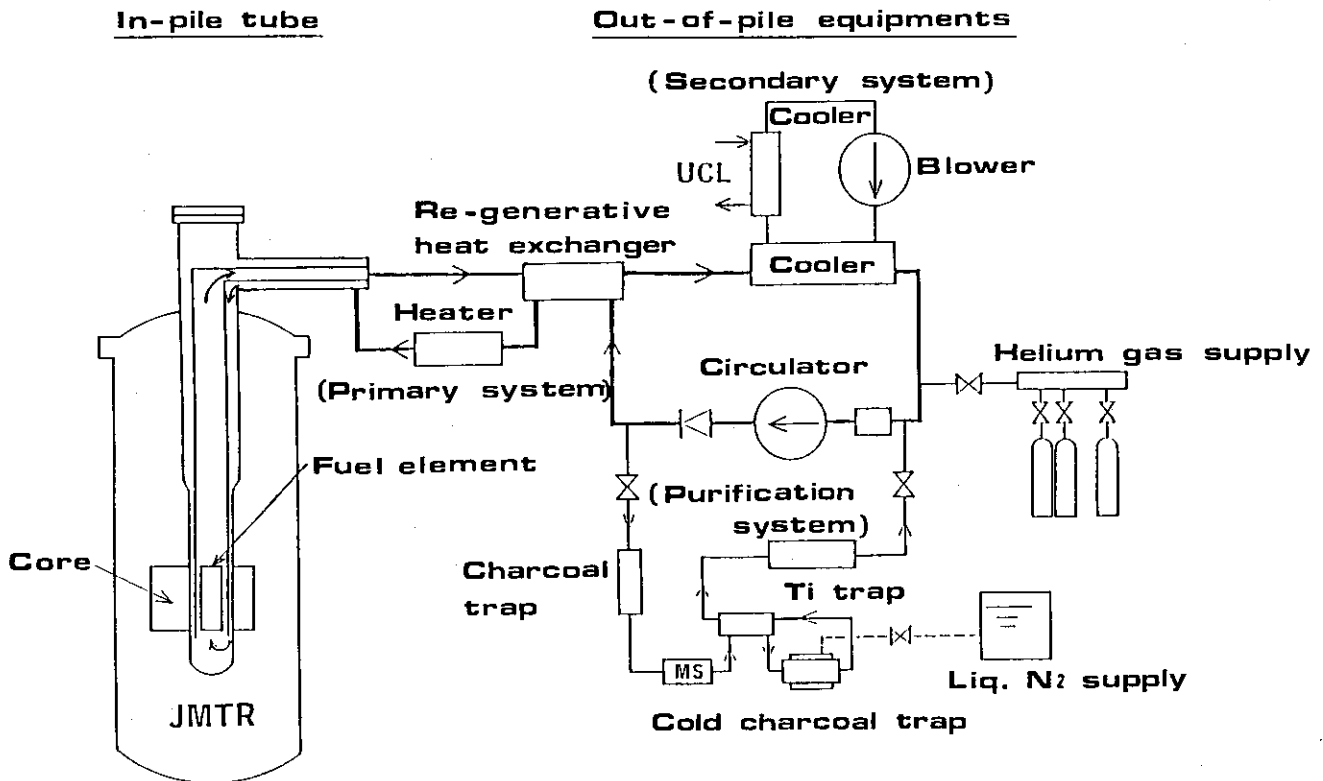 In-pile tube
Out-of-pile equipments
(Secondary system)
Cooler
UCL
Blower
Re-generative
heat exchanger
Cooler
Heater
(Primary system)
Circulator
Helium gas supply
Fuel element
(Purification
system)
Core
Charcoal
trap
Ti trap
MS
Liq. N2 supply
Cold charcoal trap
JMTR